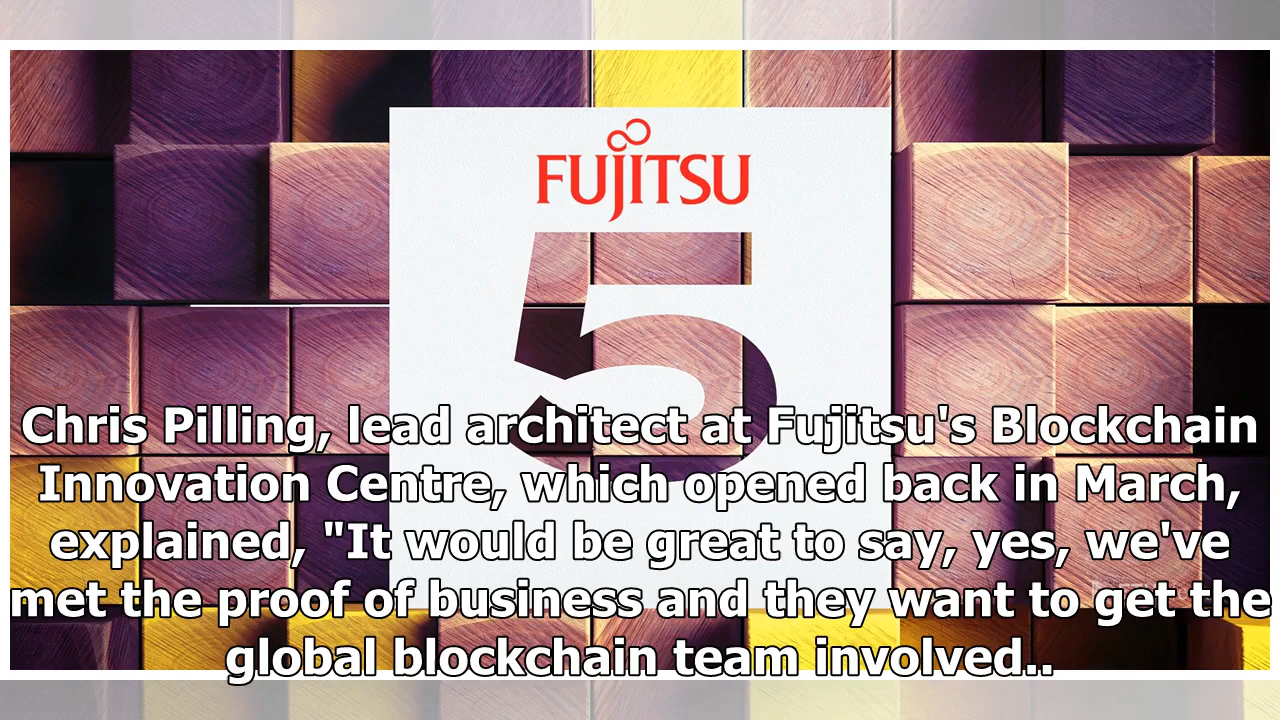 FUJITSU
5
Chris Pilling, lead architect at Fujitsu's Blockchain
Innovation Centre, which opened back in March,
explained, "It would be great to say, yes, we've
met the proof of business and they want to get the
global blockchain team involved..